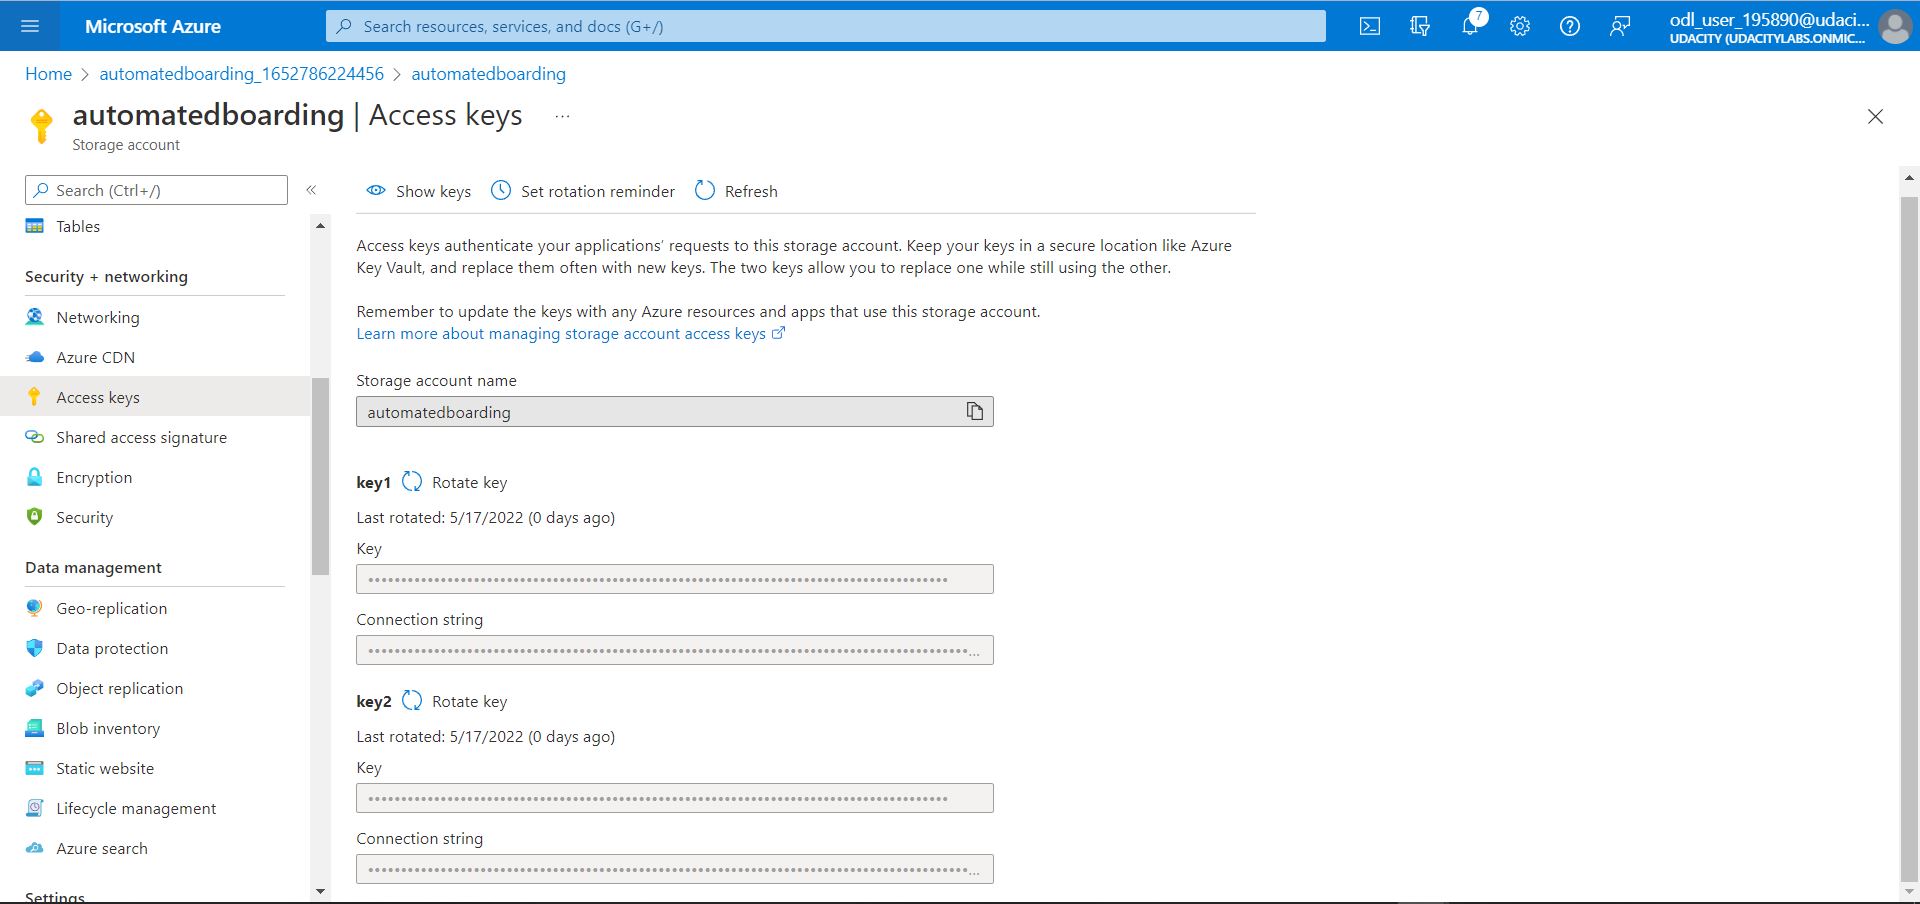 Microsoft Azure
Search resources, services, and docs (G+/)
7
odl_user_195890@udaci...
UDACITY (UDACITYLABS.ONMIC...
Home > automatedboarding_1652786224456 > automatedboarding
automatedboarding | Access keys ...
Storage account
Search (Ctrl+/)
«
Tables
Security + networking
Networking
Azure CDN
Access keys
Shared access signature
Encryption
Security
Data management
Geo-replication
Data protection
Object replication
Blob inventory
Static website
Lifecycle management
Azure search
Settings
Show keys
Set rotation reminder
Refresh
Access keys authenticate your applications' requests to this storage account. Keep your keys in a secure location like Azure
Key Vault, and replace them often with new keys. The two keys allow you to replace one while still using the other.
Remember to update the keys with any Azure resources and apps that use this storage account.
Learn more about managing storage account access keys
Storage account name
automatedboarding
key1 Rotate key
Last rotated: 5/17/2022 (0 days ago)
Key
Connection string
key2 Rotate key
Last rotated: 5/17/2022 (0 days ago)
Key
Connection string